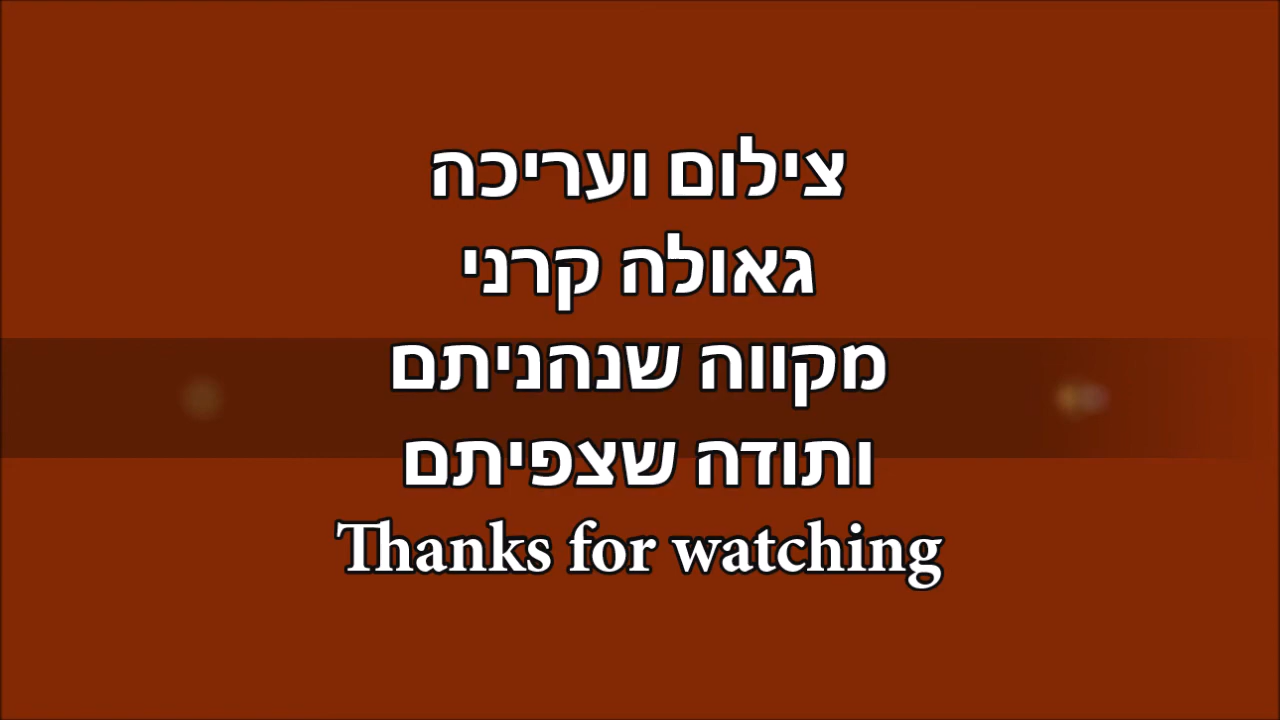 צילום ועריכה
גאולה קרני
מקווה שנהניתם
ותודה שצפיתם
Thanks for watching